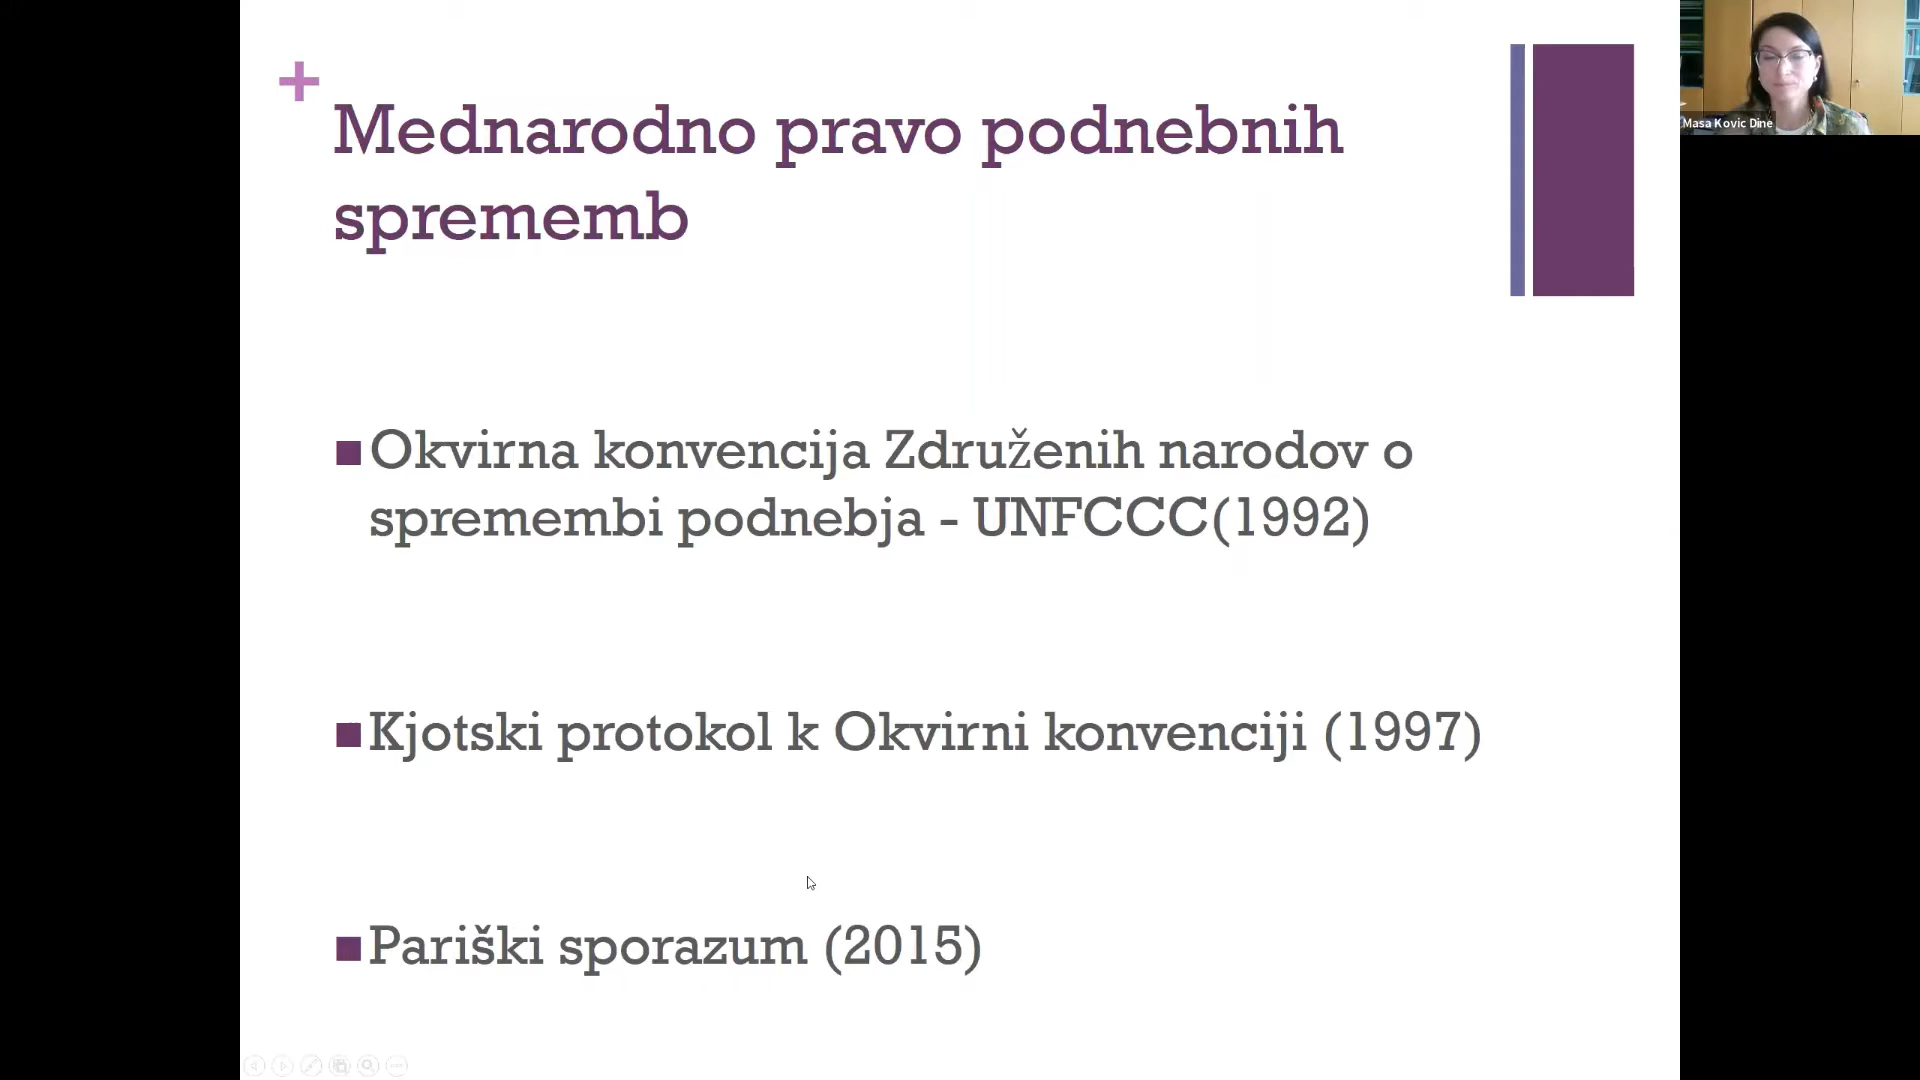 +
Mednarodno pravo podnebnih
sprememb
Okvirna konvencija Združenih narodov o
spremembi podnebja - UNFCCC(1992)
Kjotski protokol k Okvirni konvenciji (1997)
Pariški sporazum (2015)
Masa Kovic Dine